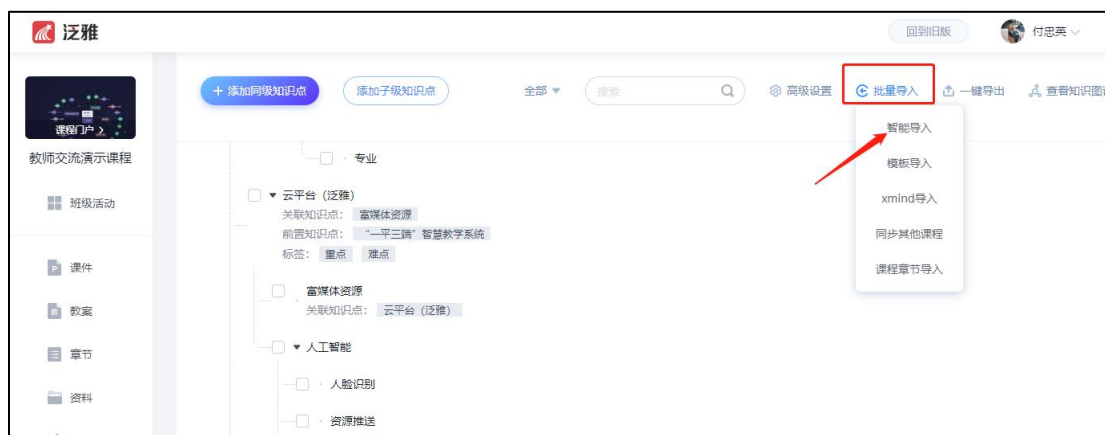 泛雅
回到旧版
付忠英
课程门户
教师交流演示课程
班级活动
课件
教案
章节
资料
+ 添加同级知识点
添加子级知识点
全部
搜索
高级设置
批量导入
一键导出
查看知识图
智能导入
模板导入
xmind导入
同步其他课程
课程章节导入
专业
云平台（泛雅）
关联知识点： 富媒体资源
前置知识点： “一平三端”智慧教学系统
标签： 重点 难点
富媒体资源
关联知识点： 云平台（泛雅）
人工智能
人脸识别
资源推送